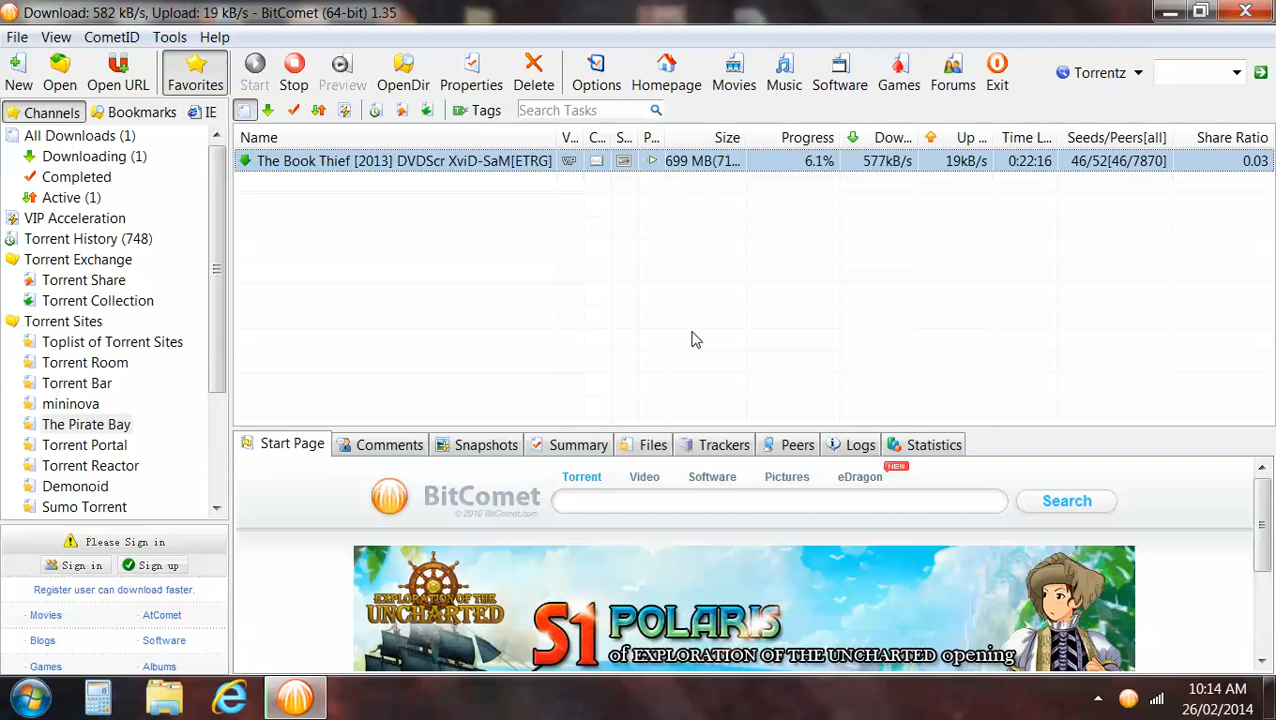 Download: 582 kB/s, Upload: 19 kB/s - BitComet (64-bit) 1.35
File View CometID Tools Help
New Open Open URL Favorites Start Stop Preview OpenDir Properties Delete Options Homepage Movies Music Software Games Forums Exit Torrentz
Channels Bookmarks IE Tags Search Tasks
All Downloads (1)
Downloading (1)
Completed
Active (1)
VIP Acceleration
Torrent History (748)
Torrent Exchange
Torrent Share
Torrent Collection
Torrent Sites
Toplist of Torrent Sites
Torrent Room
Torrent Bar
mininova
The Pirate Bay
Torrent Portal
Torrent Reactor
Demonoid
Sumo Torrent
Name V... C... S... P... Size Progress Dow... Up ... Time L... Seeds/Peers[all] Share Ratio
The Book Thief [2013] DVDScr XviD-SaM[ETRG] 699 MB(71... 6.1% 577kB/s 19kB/s 0:22:16 46/52[46/7870] 0.03
Start Page Comments Snapshots Summary Files Trackers Peers Logs Statistics
Torrent Video Software Pictures eDragon NEW
BitComet Search
© 2010 BitComet.com
EXPLORATION OF THE
UNCHARTED
S1 POLARIS
of EXPLORATION OF THE UNCHARTED opening
Please Sign in
Sign in Sign up
Register user can download faster.
· Movies · AtComet
· Blogs · Software
· Games · Albums
10:14 AM
26/02/2014